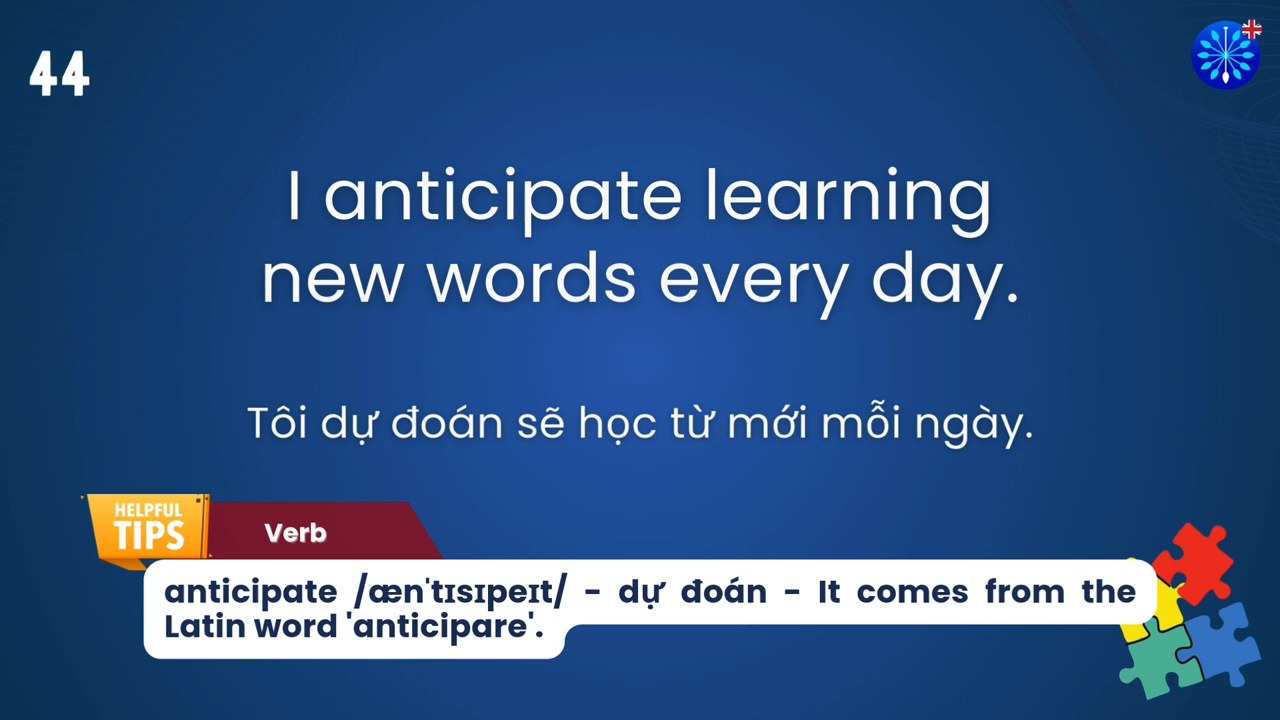 44
I anticipate learning
new words every day.
Tôi dự đoán sẽ học từ mới mỗi ngày.
HELPFUL
TIPS
Verb
anticipate /ænˈtɪsɪpeɪt/ - dự đoán - It comes from the
Latin word 'anticipare'.